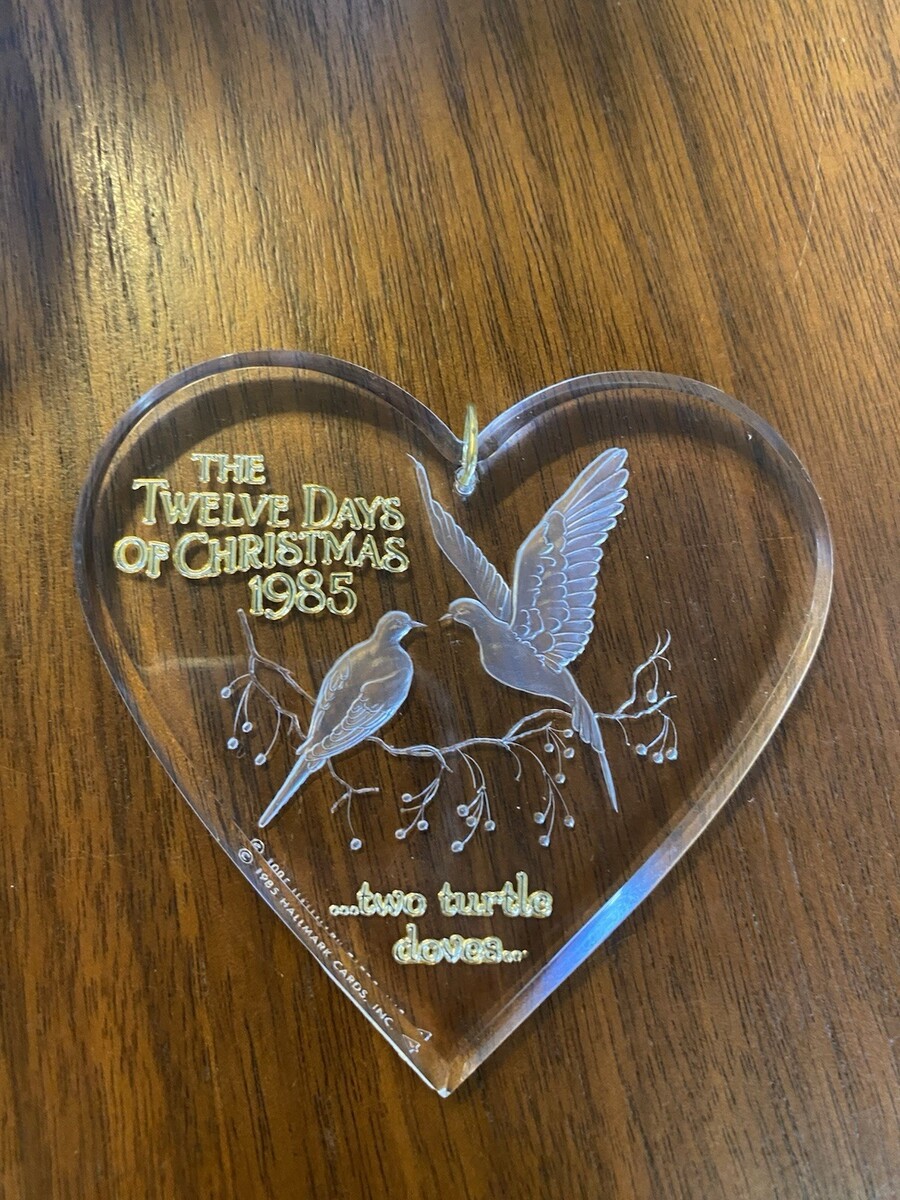 THE
TWELVE DAYS
OF CHRISTMAS
1985
...two turtle
doves...
© 1985 HALLMARK CARDS, INC.